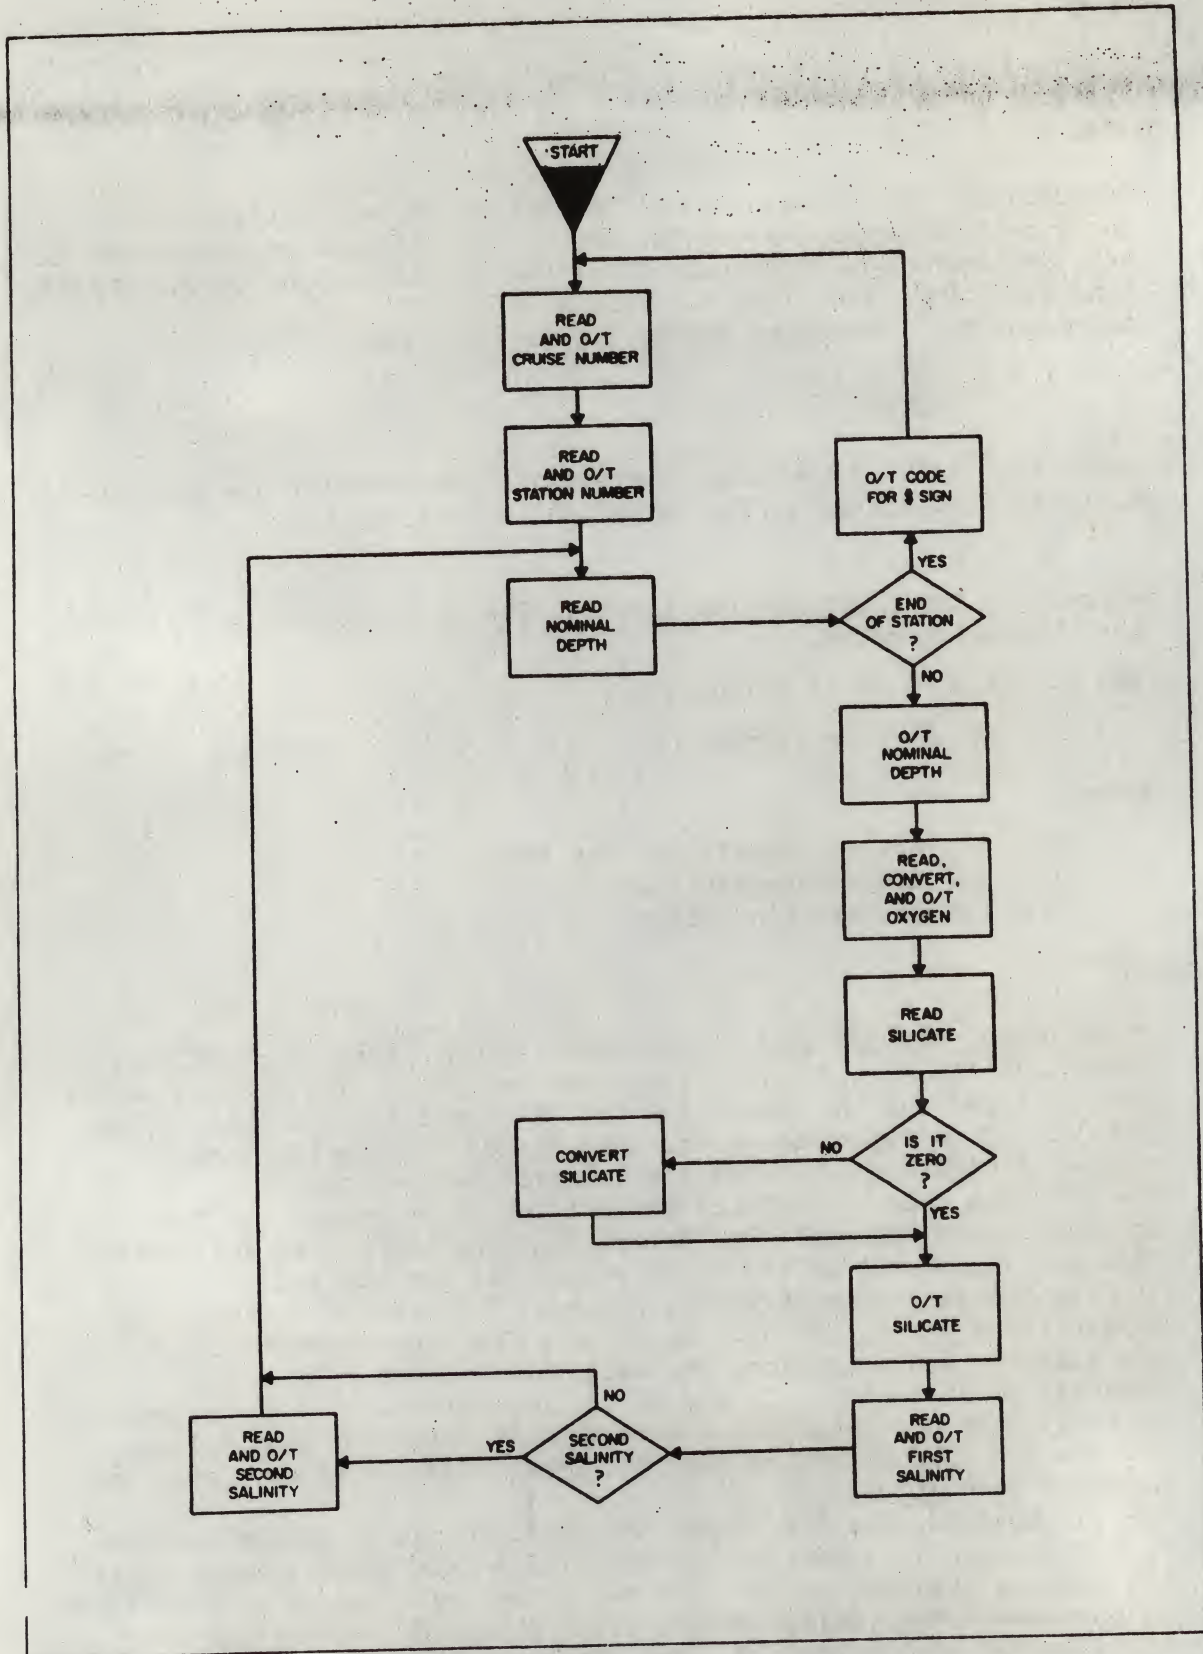 START
READ
AND O/T
CRUISE NUMBER
READ
AND O/T
STATION NUMBER
O/T CODE
FOR $ SIGN
YES
READ
NOMINAL
DEPTH
END
OF STATION
?
NO
O/T
NOMINAL
DEPTH
READ,
CONVERT,
AND O/T
OXYGEN
READ
SILICATE
CONVERT
SILICATE
NO
IS IT
ZERO
?
YES
O/T
SILICATE
NO
READ
AND O/T
SECOND
SALINITY
YES
SECOND
SALINITY
?
READ
AND O/T
FIRST
SALINITY